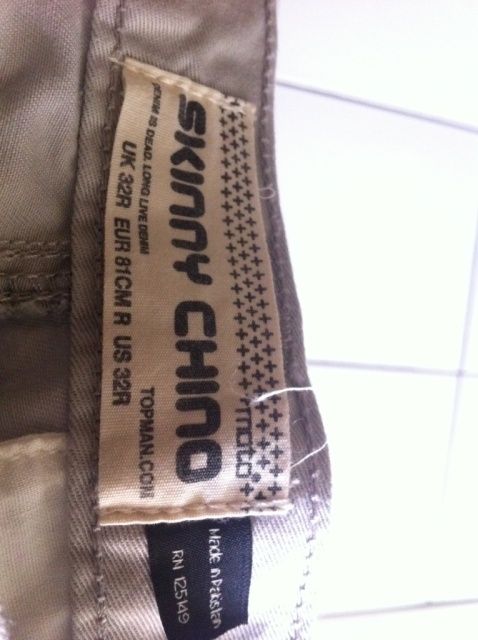 moto
SKINNY CHINO
DENIM IS DEAD. LONG LIVE DENIM
TOPMAN.COM
UK 32R EUR 81CM R US 32R
Made in Pakistan
RN 125149